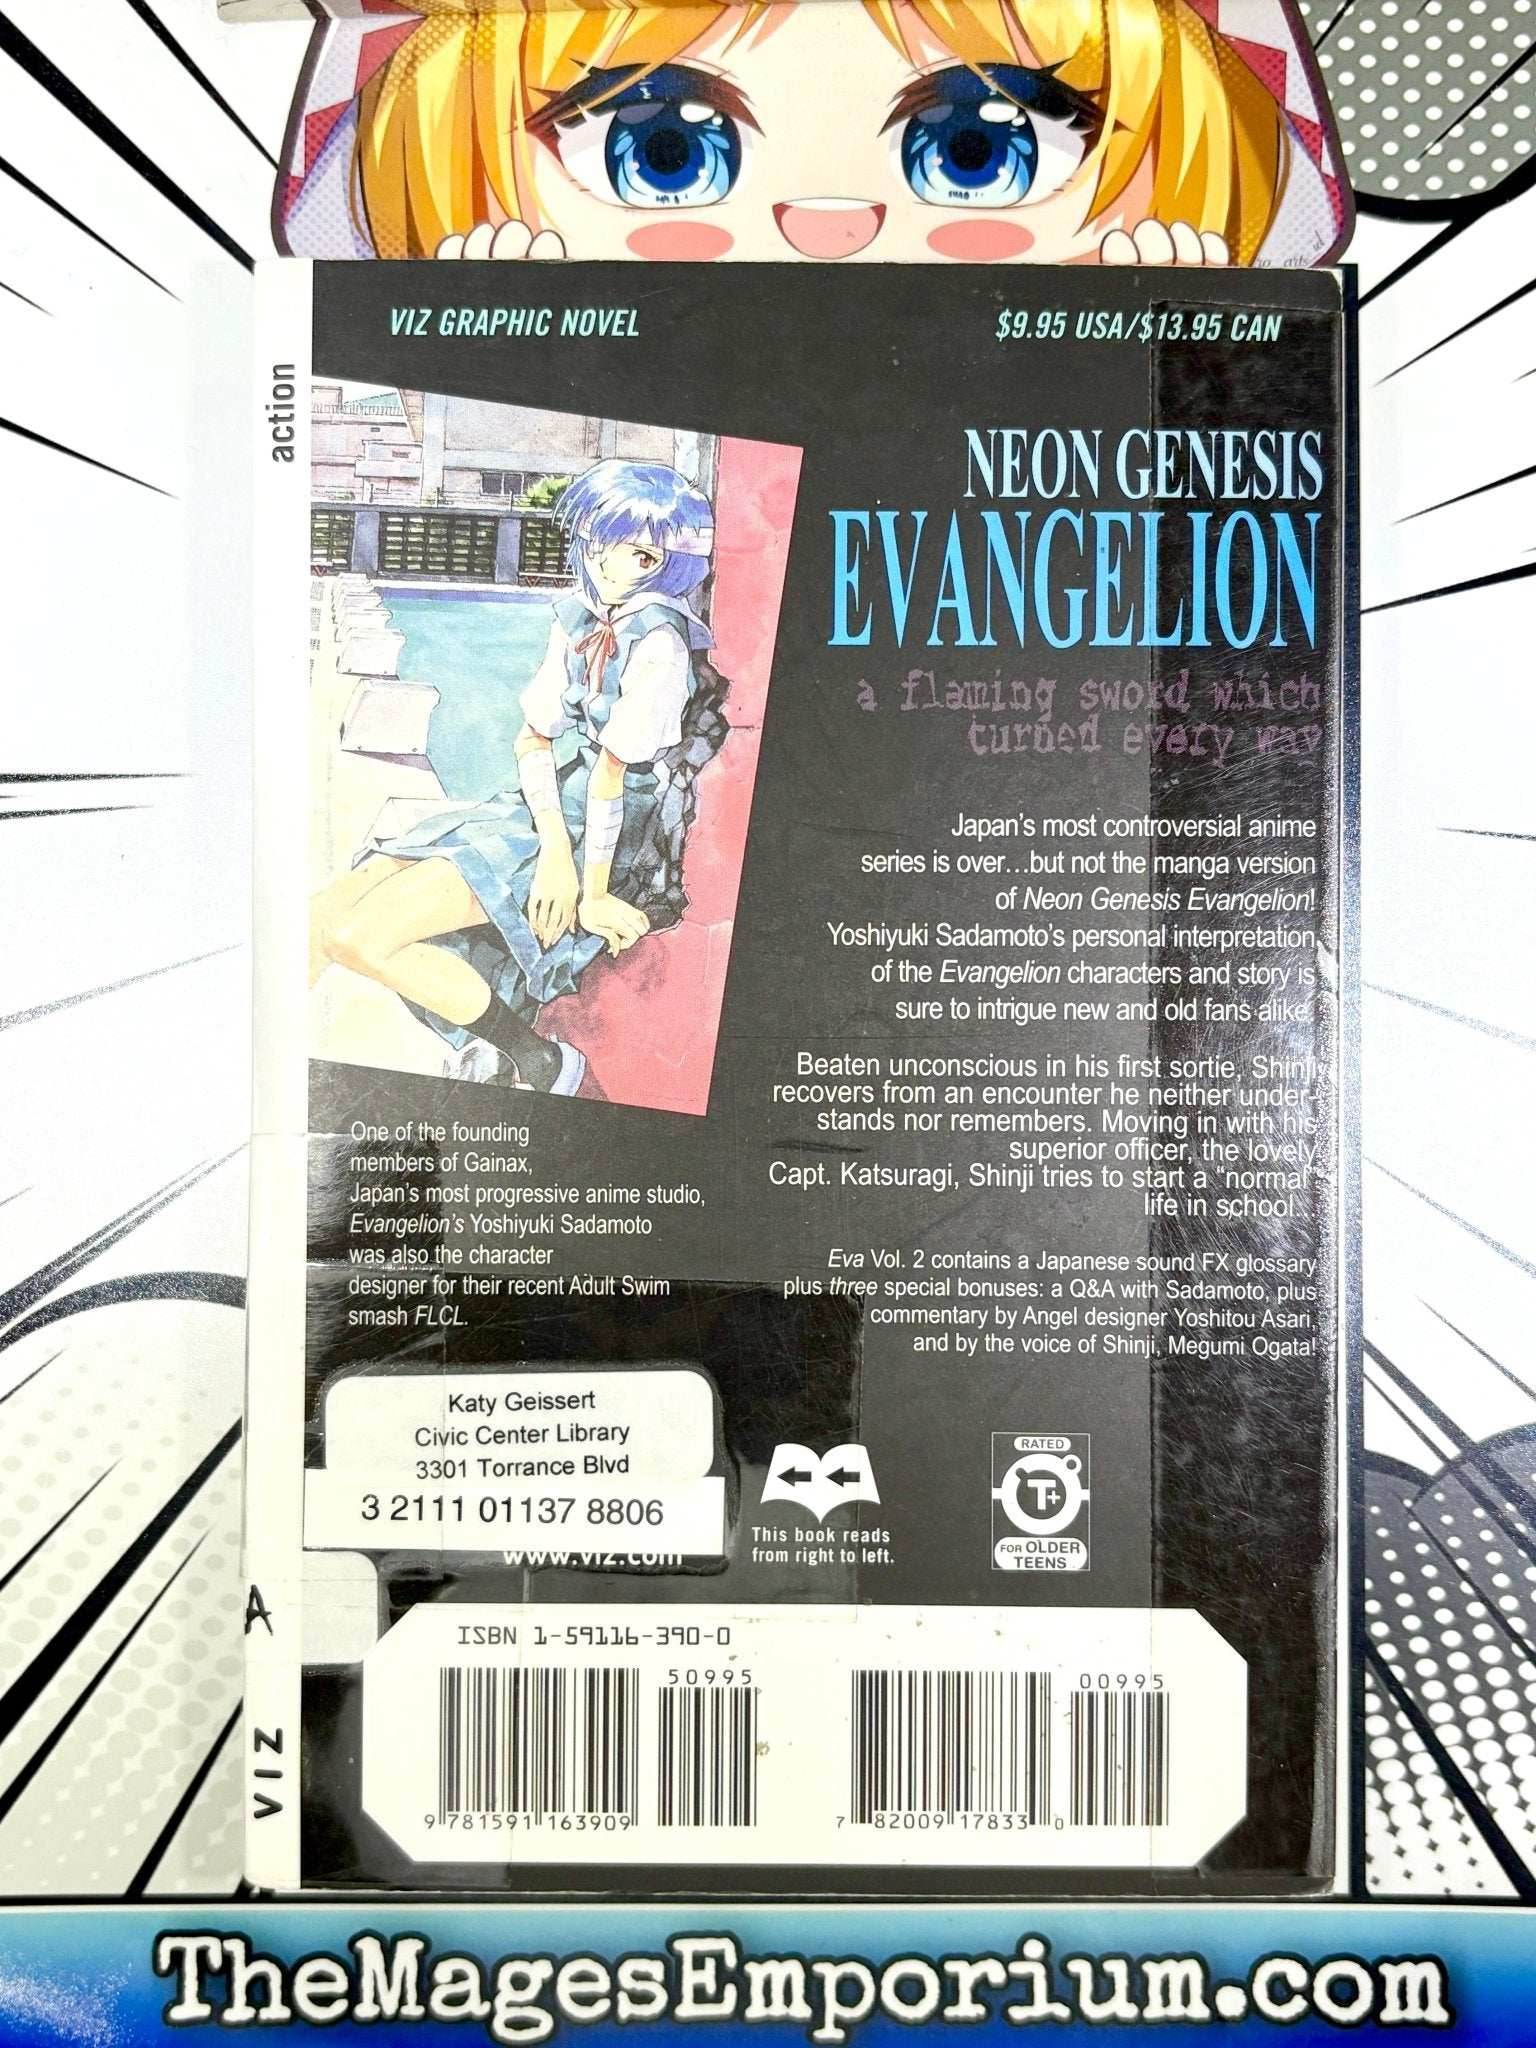 action
VIZ GRAPHIC NOVEL
$9.95 USA/$13.95 CAN
NEON GENESIS
EVANGELION
a flaming sword which
turned every way
Japan's most controversial anime
series is over...but not the manga version
of Neon Genesis Evangelion!
Yoshiyuki Sadamoto's personal interpretation
of the Evangelion characters and story is
sure to intrigue new and old fans alike.
Beaten unconscious in his first sortie, Shinji
recovers from an encounter he neither under-
stands nor remembers. Moving in with his
superior officer, the lovely
Capt. Katsuragi, Shinji tries to start a "normal"
life in school...
Eva Vol. 2 contains a Japanese sound FX glossary
plus three special bonuses: a Q&A with Sadamoto, plus
commentary by Angel designer Yoshitou Asari,
and by the voice of Shinji, Megumi Ogata!
One of the founding
members of Gainax,
Japan's most progressive anime studio,
Evangelion's Yoshiyuki Sadamoto
was also the character
designer for their recent Adult Swim
smash FLCL.
Katy Geissert
Civic Center Library
3301 Torrance Blvd
3 2111 01137 8806
www.viz.com
This book reads
from right to left.
RATED
T+
FOR OLDER
TEENS
A
VIZ
ISBN 1-59116-390-0
50995
00995
9 781591 163909
7 82009 17833 0
TheMagesEmporium.com